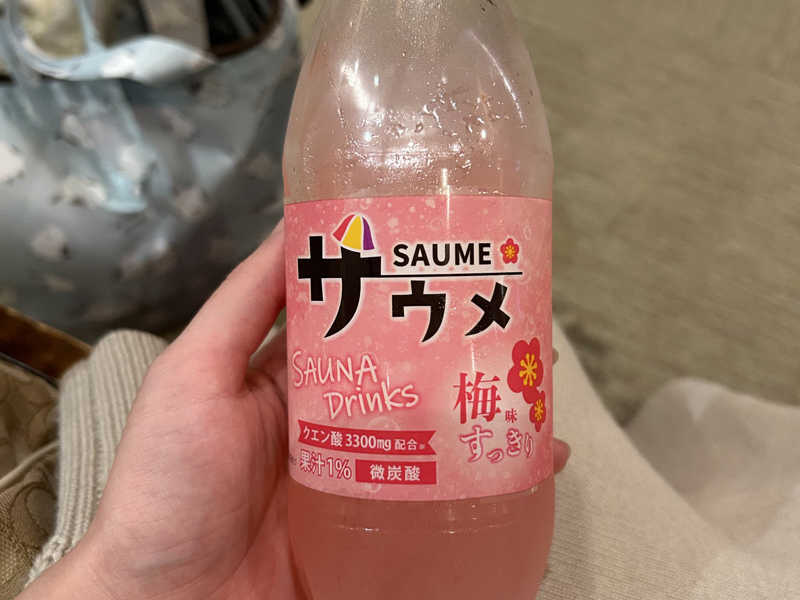 SAUME
サウメ
SAUNA
Drinks
梅味
すっきり
クエン酸3300mg配合※
果汁1%
微炭酸